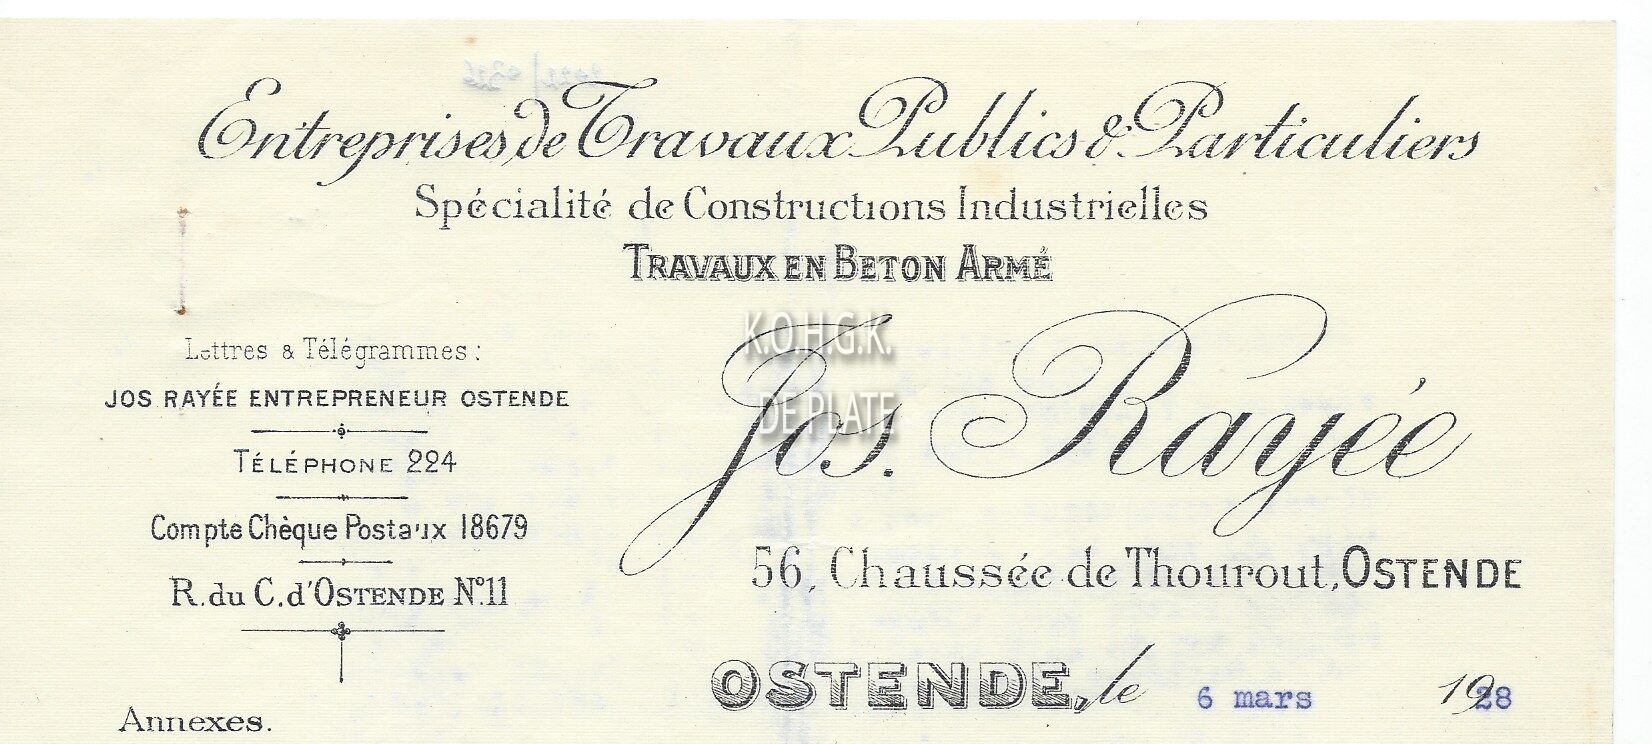 Entreprises de Travaux Publics & Particuliers
Spécialité de Constructions Industrielles
TRAVAUX EN BETON ARMÉ
K.O.H.G.K.
DE PLATE
Lettres & Télégrammes:
JOS RAYÉE ENTREPRENEUR OSTENDE
TÉLÉPHONE 224
Compte Chèque Postaux 18679
R. du C. d'OSTENDE N° 11
Jos. Rayée
56, Chaussée de Thourout, OSTENDE
OSTENDE, le 6 mars 1928
Annexes.